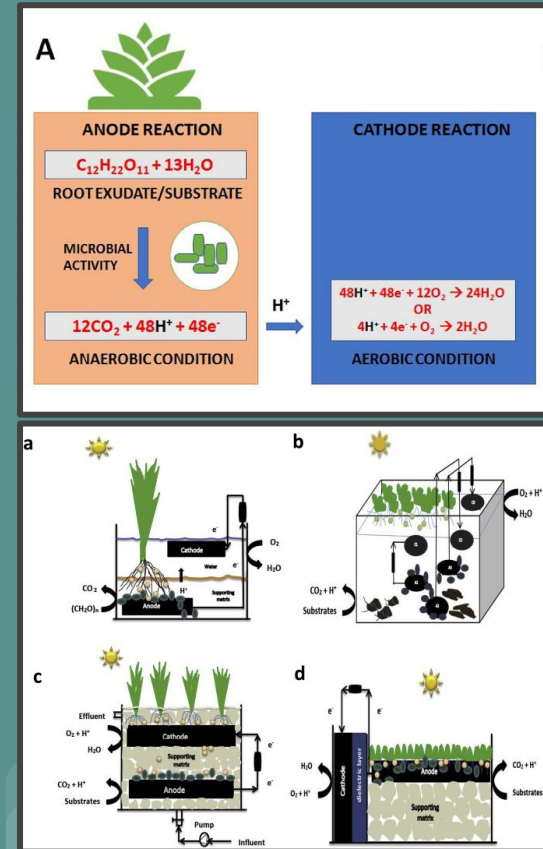 A
ANODE REACTION
C₁₂H₂₂O₁₁ + 13H₂O
ROOT EXUDATE/SUBSTRATE
MICROBIAL
ACTIVITY
12CO₂ + 48H⁺ + 48e⁻
ANAEROBIC CONDITION
H⁺
CATHODE REACTION
48H⁺ + 48e⁻ + 12O₂ → 24H₂O
OR
4H⁺ + 4e⁻ + O₂ → 2H₂O
AEROBIC CONDITION
a
e⁻
Cathode
O₂
H₂O
Water
e⁻
H⁺
Supporting
matrix
CO₂
(CH₂O)ₙ
Anode
b
O₂ + H⁺
H₂O
CO₂ + H⁺
Substrates
c
Effluent
Cathode
O₂ + H⁺
H₂O
Supporting
matrix
e⁻
e⁻
CO₂ + H⁺
Substrates
Anode
Pump
Influent
d
e⁻
e⁻
H₂O
O₂ + H⁺
Cathode
dielectric layer
Anode
Supporting
matrix
CO₂ + H⁺
Substrates